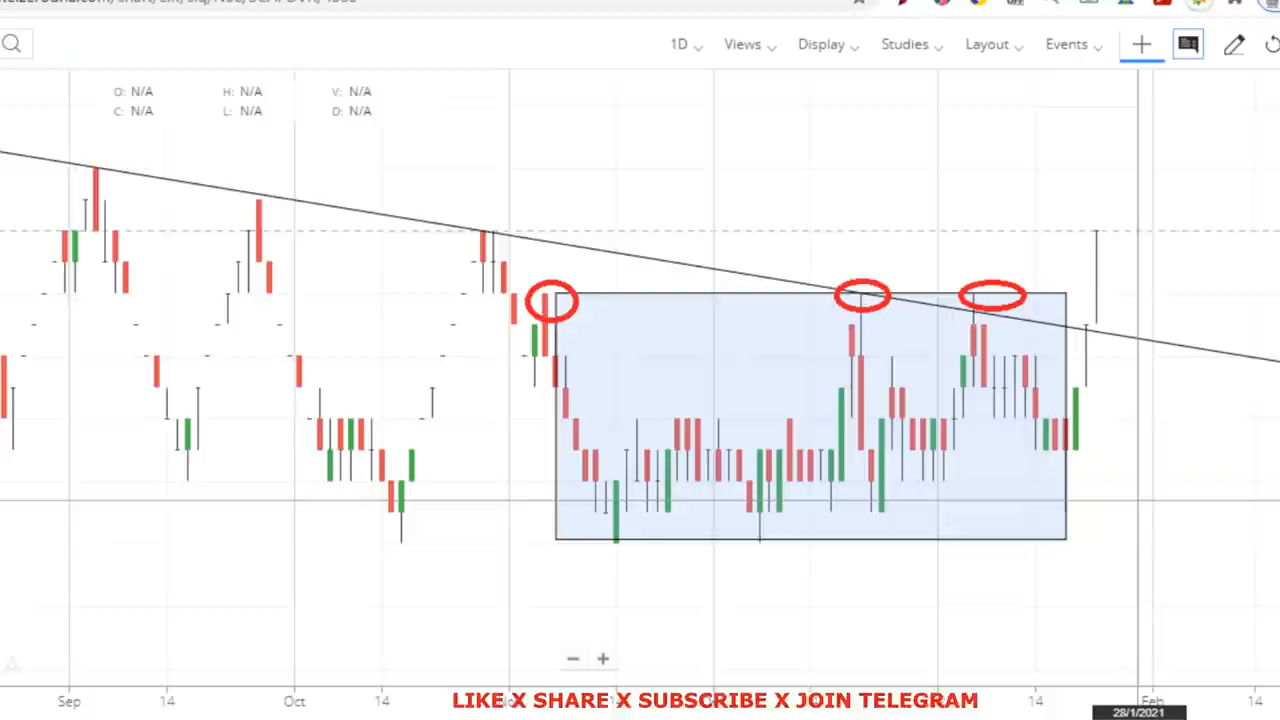 1D Views Display Studies Layout Events
O: N/A H: N/A V: N/A
C: N/A L: N/A D: N/A
Sep 14 Oct 14 14 Feb 14
LIKE X SHARE X SUBSCRIBE X JOIN TELEGRAM
28/1/2021